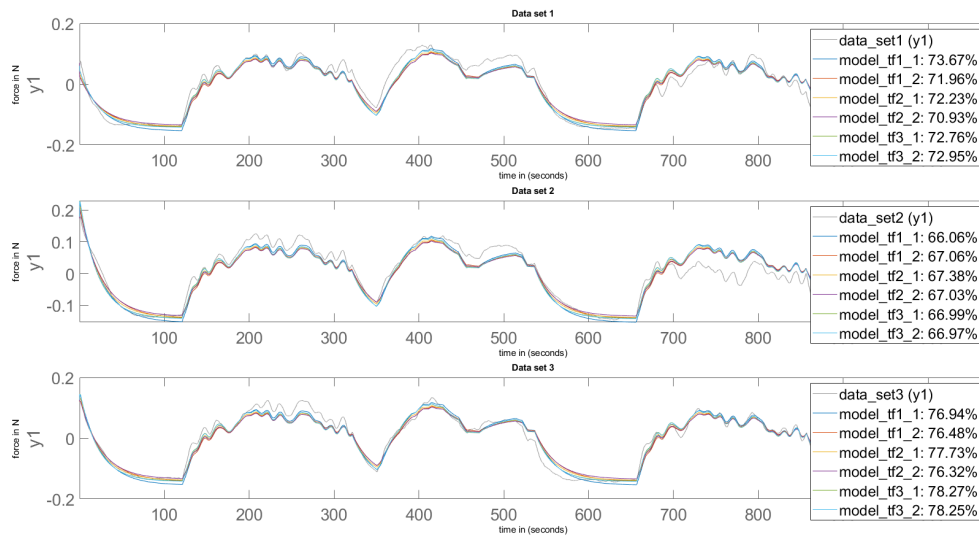 Data set 1
0.2
0
-0.2
force in N
y1
100 200 300 400 500 600 700 800
time in (seconds)
data_set1 (y1)
model_tf1_1: 73.67%
model_tf1_2: 71.96%
model_tf2_1: 72.23%
model_tf2_2: 70.93%
model_tf3_1: 72.76%
model_tf3_2: 72.95%
Data set 2
0.2
0.1
0
-0.1
force in N
y1
100 200 300 400 500 600 700 800
time in (seconds)
data_set2 (y1)
model_tf1_1: 66.06%
model_tf1_2: 67.06%
model_tf2_1: 67.38%
model_tf2_2: 67.03%
model_tf3_1: 66.99%
model_tf3_2: 66.97%
Data set 3
0.2
0
-0.2
force in N
y1
100 200 300 400 500 600 700 800
time in (seconds)
data_set3 (y1)
model_tf1_1: 76.94%
model_tf1_2: 76.48%
model_tf2_1: 77.73%
model_tf2_2: 76.32%
model_tf3_1: 78.27%
model_tf3_2: 78.25%